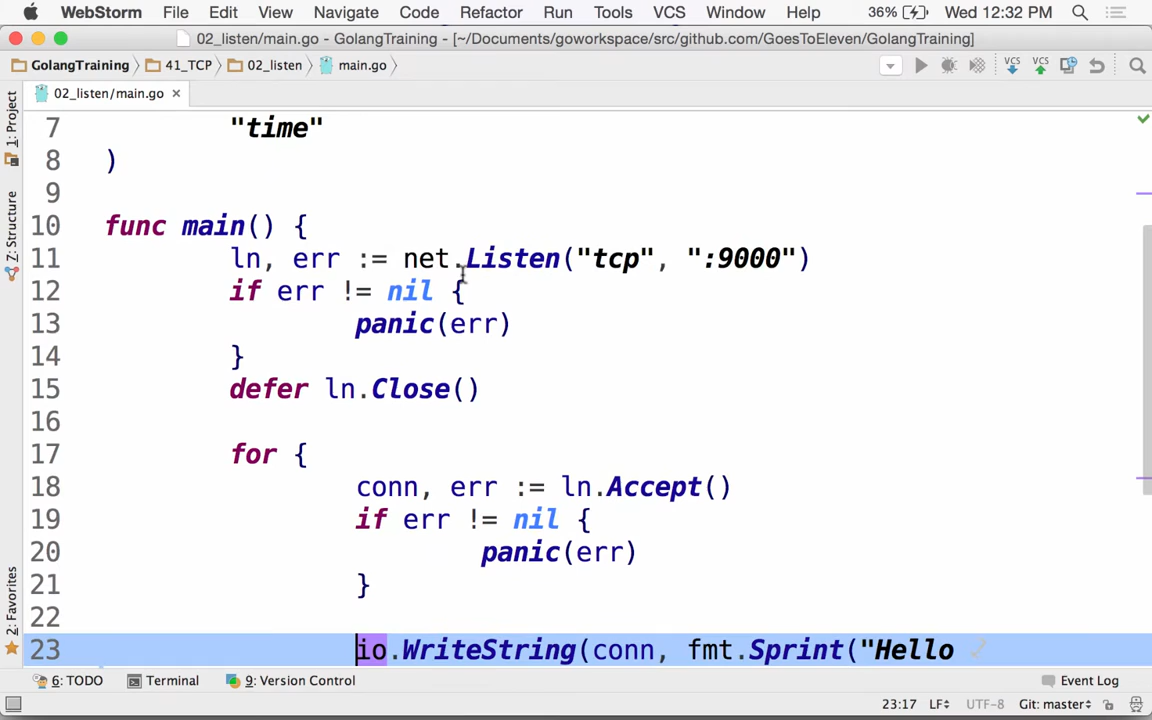 WebStorm File Edit View Navigate Code Refactor Run Tools VCS Window Help 36% Wed 12:32 PM
02_listen/main.go - GolangTraining - [~/Documents/goworkspace/src/github.com/GoesToEleven/GolangTraining]
GolangTraining 41_TCP 02_listen main.go VCS VCS
02_listen/main.go
1: Project
Z: Structure
2: Favorites
7 "time"
8 )
9
10 func main() {
11 ln, err := net.Listen("tcp", ":9000")
12 if err != nil {
13 panic(err)
14 }
15 defer ln.Close()
16
17 for {
18 conn, err := ln.Accept()
19 if err != nil {
20 panic(err)
21 }
22
23 io.WriteString(conn, fmt.Sprint("Hello
6: TODO Terminal 9: Version Control Event Log
23:17 LF UTF-8 Git: master